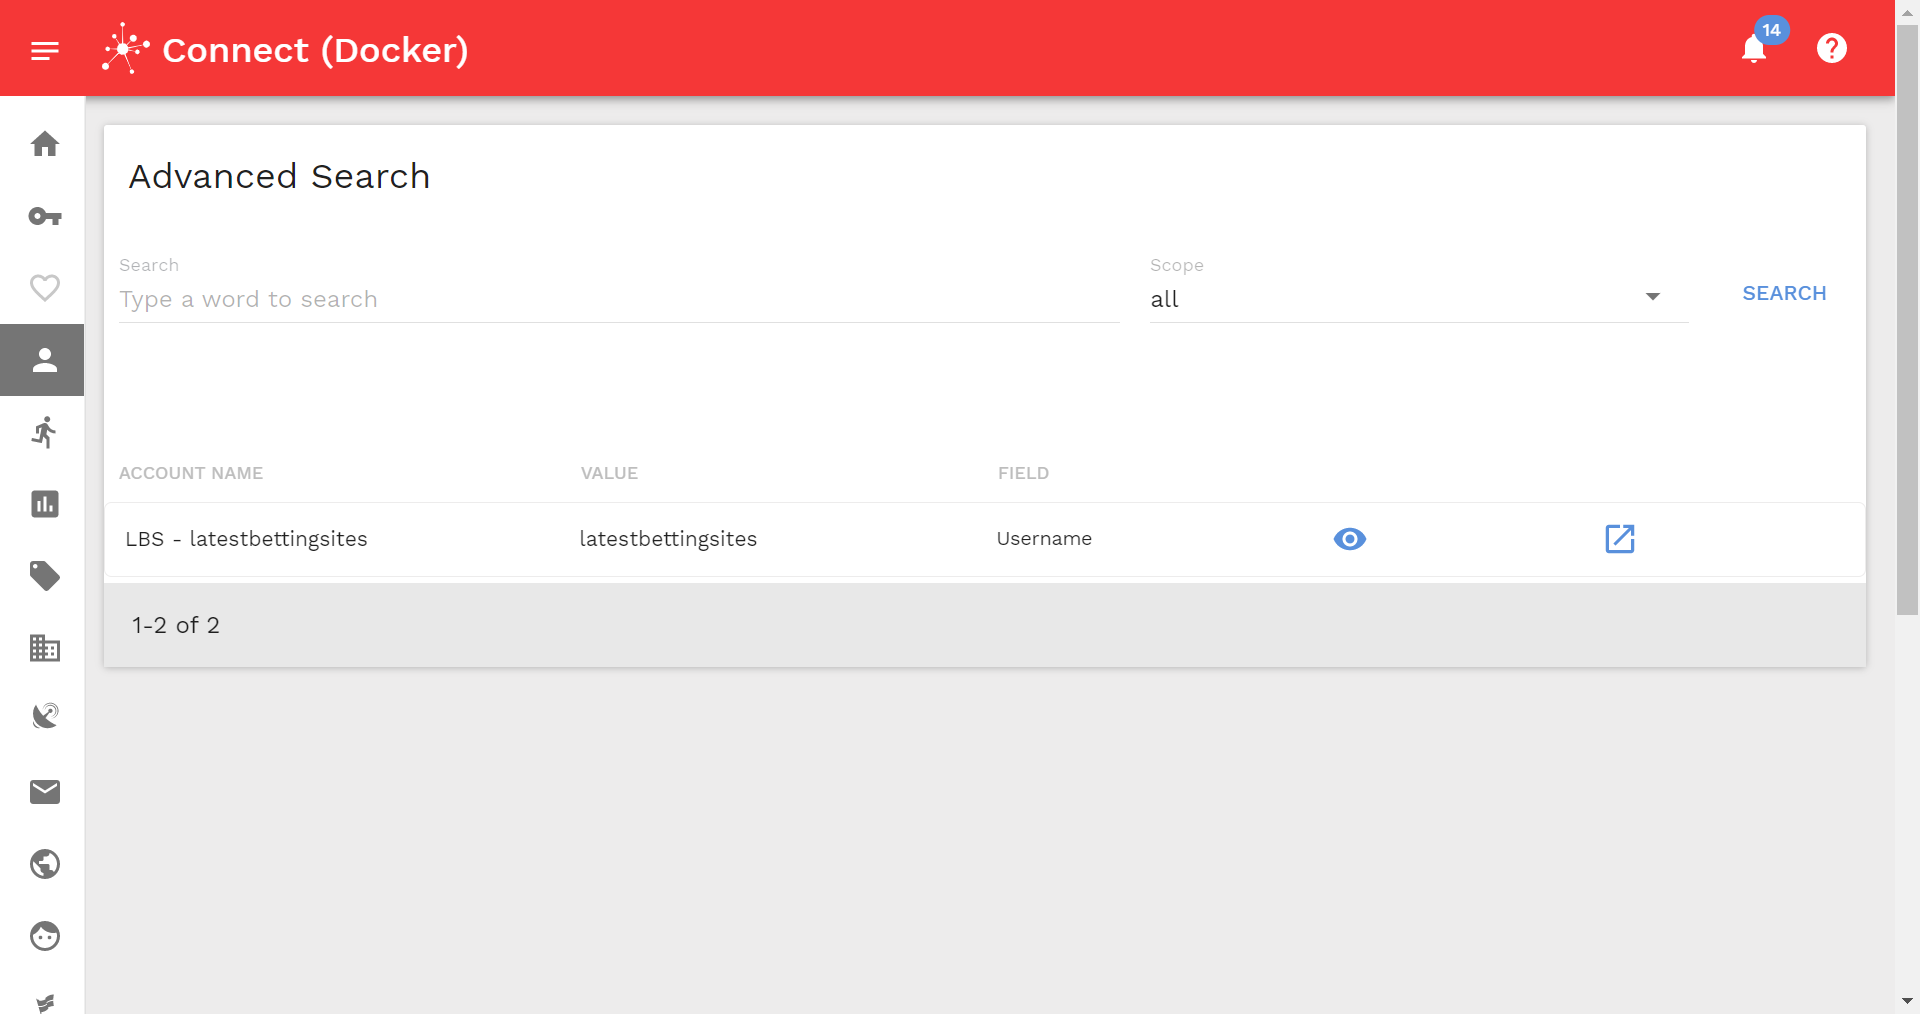 Connect (Docker)
14
Advanced Search
Search
Scope
Type a word to search
all
SEARCH
ACCOUNT NAME
VALUE
FIELD
LBS - latestbettingsites
latestbettingsites
Username
1-2 of 2